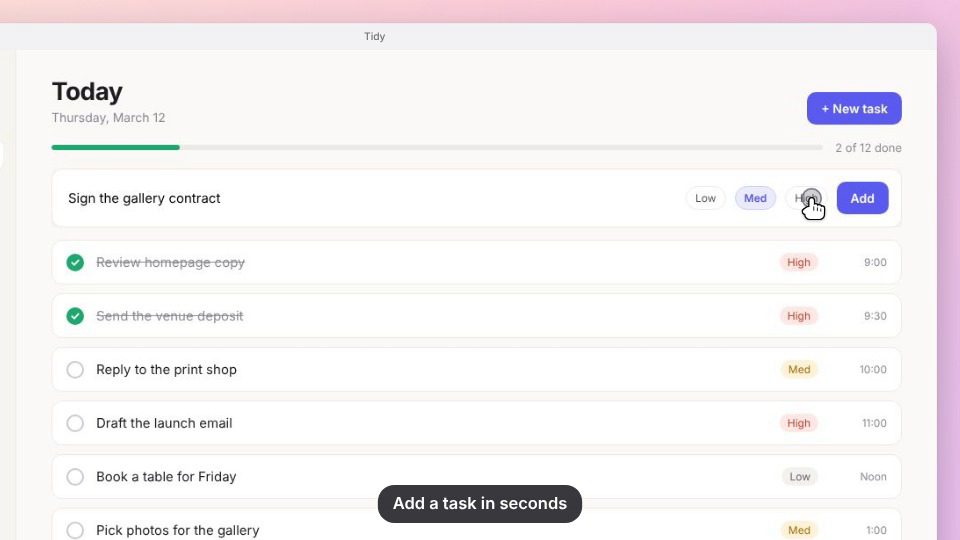 Tidy
Today
Thursday, March 12
+ New task
2 of 12 done
Sign the gallery contract
Low
Med
High
Add
Review homepage copy
High
9:00
Send the venue deposit
High
9:30
Reply to the print shop
Med
10:00
Draft the launch email
High
11:00
Book a table for Friday
Low
Noon
Add a task in seconds
Pick photos for the gallery
Med
1:00